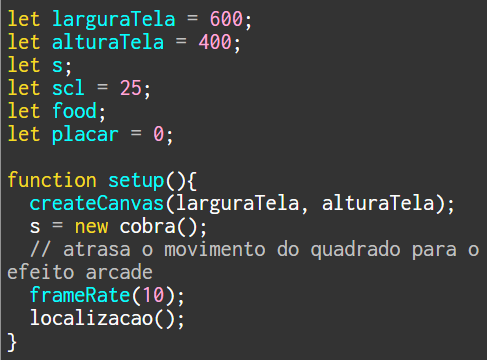 let larguraTela = 600;
let alturaTela = 400;
let s;
let scl = 25;
let food;
let placar = 0;

function setup(){
  createCanvas(larguraTela, alturaTela);
  s = new cobra();
  // atrasa o movimento do quadrado para o
efeito arcade
  frameRate(10);
  localizacao();
}